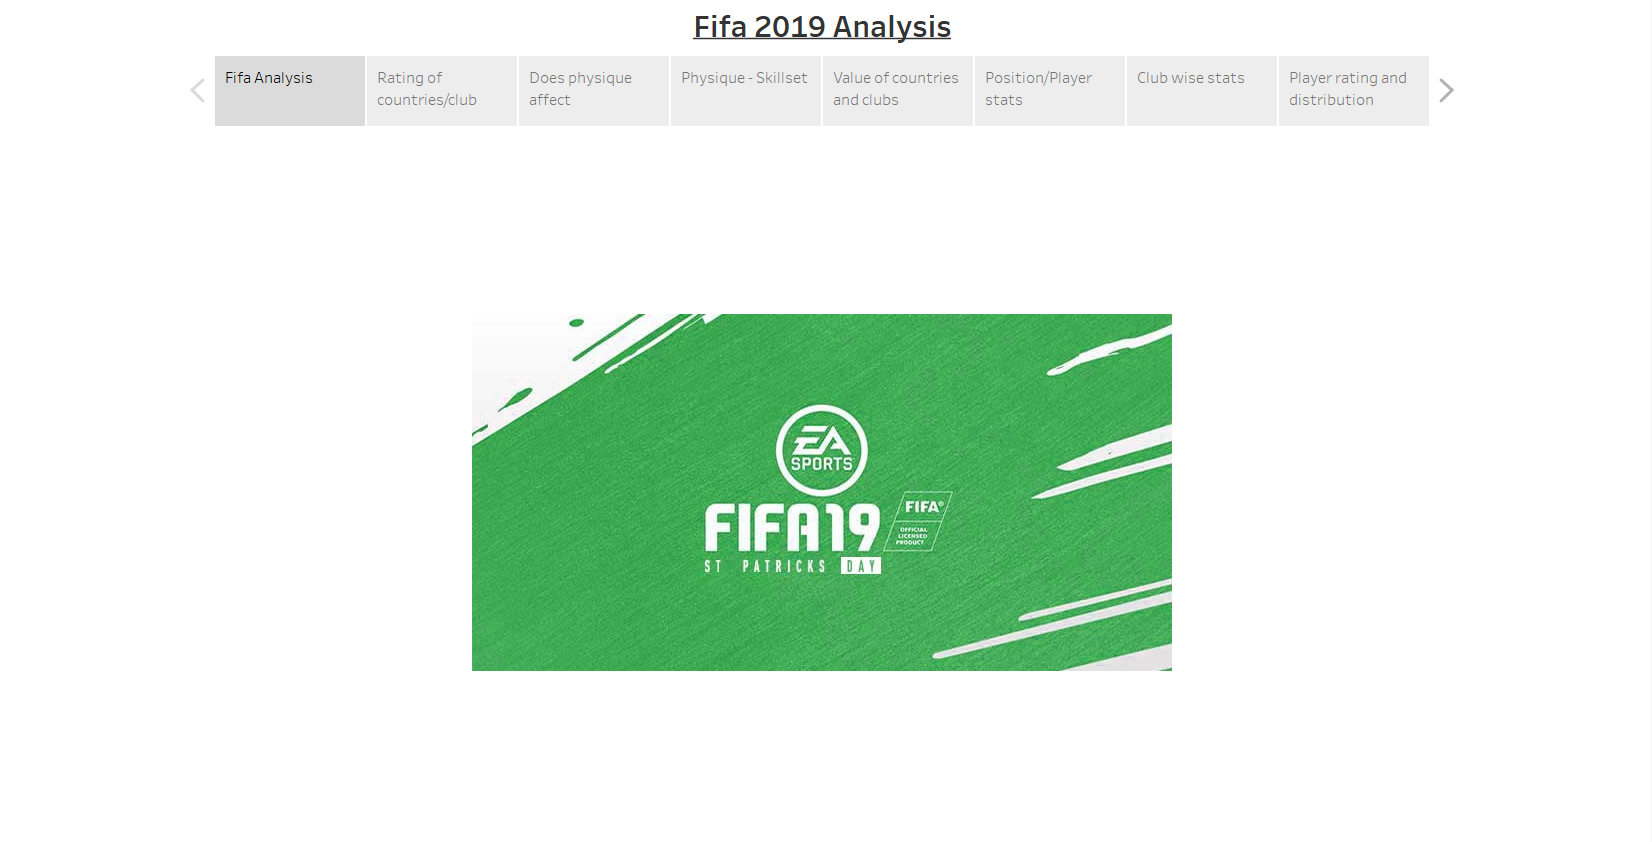 Fifa 2019 Analysis
Fifa Analysis
Rating of
countries/club
Does physique
affect
Physique - Skillset
Value of countries
and clubs
Position/Player
stats
Club wise stats
Player rating and
distribution
EA
SPORTS
FIFA19
FIFA®
OFFICIAL
LICENSED
PRODUCT
ST PATRICKS DAY